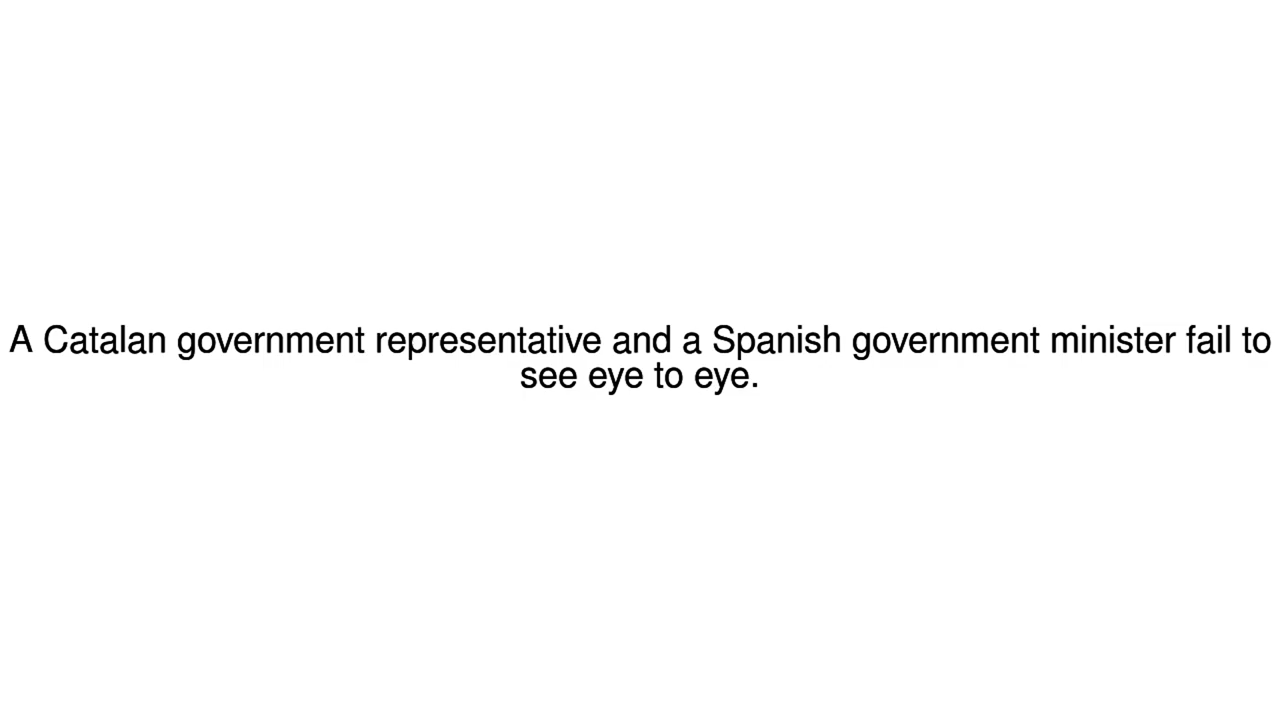 A Catalan government representative and a Spanish government minister fail to
see eye to eye.